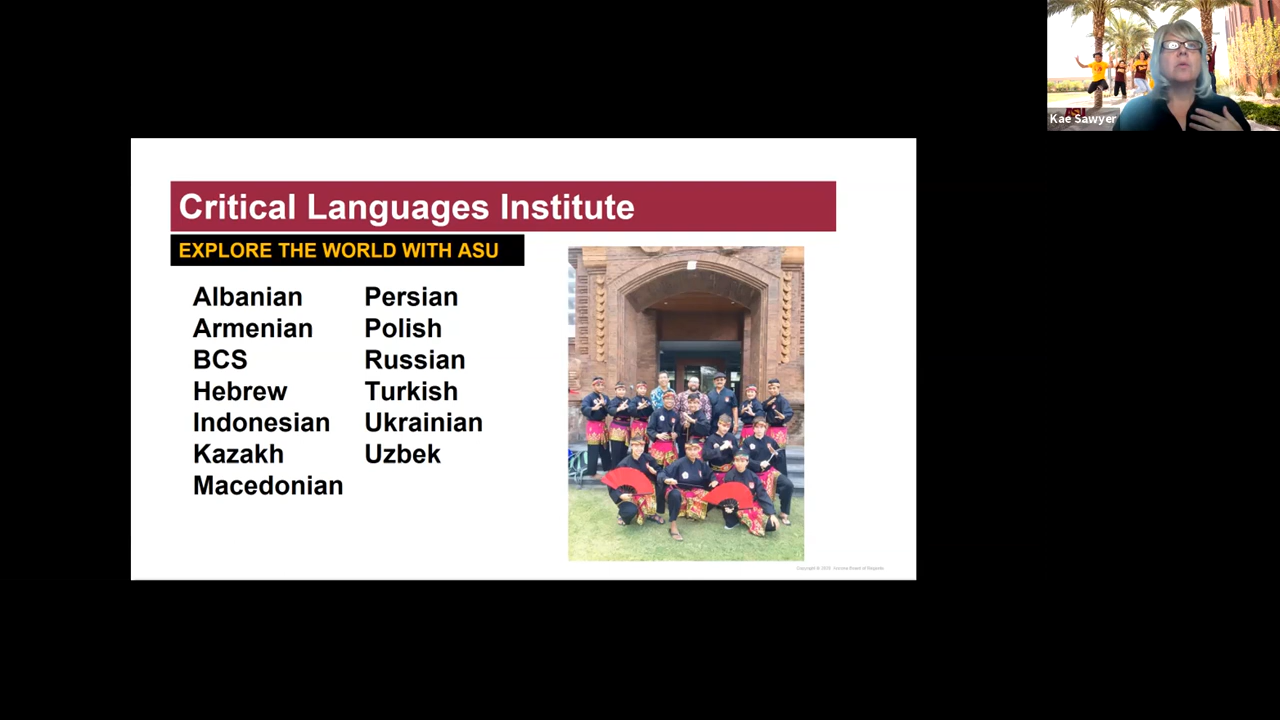 Kae Sawyer
Critical Languages Institute
EXPLORE THE WORLD WITH ASU
Albanian
Armenian
BCS
Hebrew
Indonesian
Kazakh
Macedonian
Persian
Polish
Russian
Turkish
Ukrainian
Uzbek